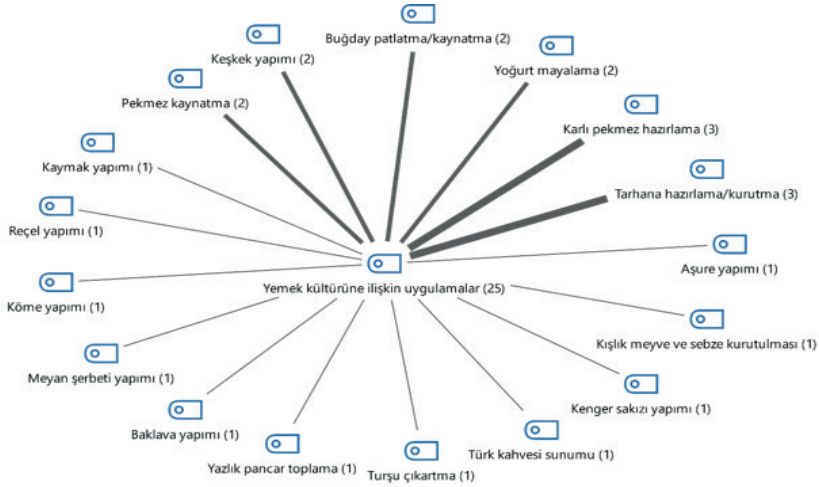 Buğday patlatma/kaynatma (2)
Keşkek yapımı (2)
Yoğurt mayalama (2)
Pekmez kaynatma (2)
Karlı pekmez hazırlama (3)
Kaymak yapımı (1)
Tarhana hazırlama/kurutma (3)
Reçel yapımı (1)
Aşure yapımı (1)
Yemek kültürüne ilişkin uygulamalar (25)
Köme yapımı (1)
Kışlık meyve ve sebze kurutulması (1)
Meyan şerbeti yapımı (1)
Kenger sakızı yapımı (1)
Baklava yapımı (1)
Türk kahvesi sunumu (1)
Yazlık pancar toplama (1)
Turşu çıkartma (1)